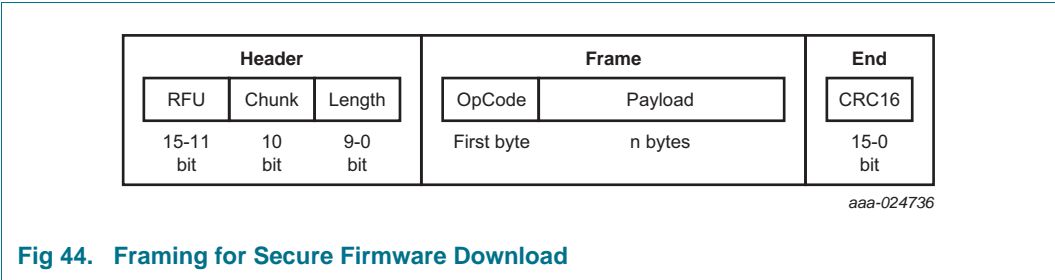 Header Frame End
RFU Chunk Length OpCode Payload CRC16
15-11 10 9-0 First byte n bytes 15-0
bit bit bit bit
aaa-024736
Fig 44. Framing for Secure Firmware Download